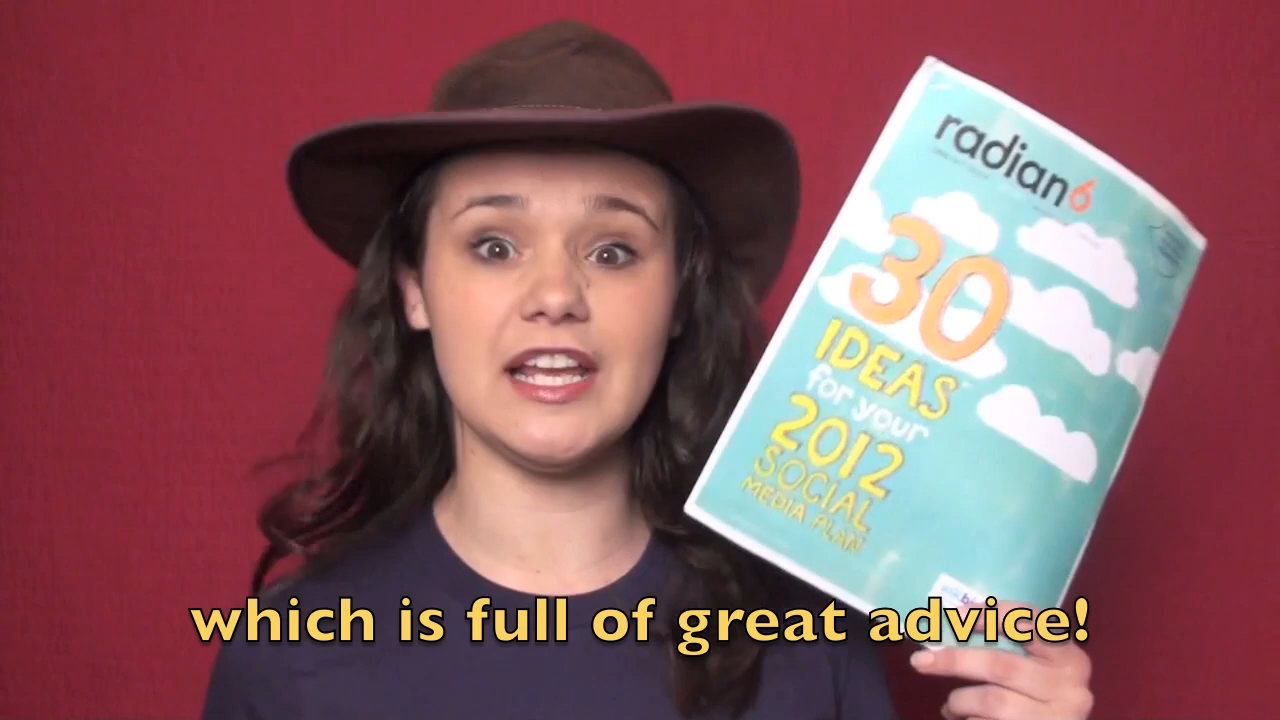 radian6
30
IDEAS
for your
2012
SOCIAL
MEDIA PLAN
which is full of great advice!